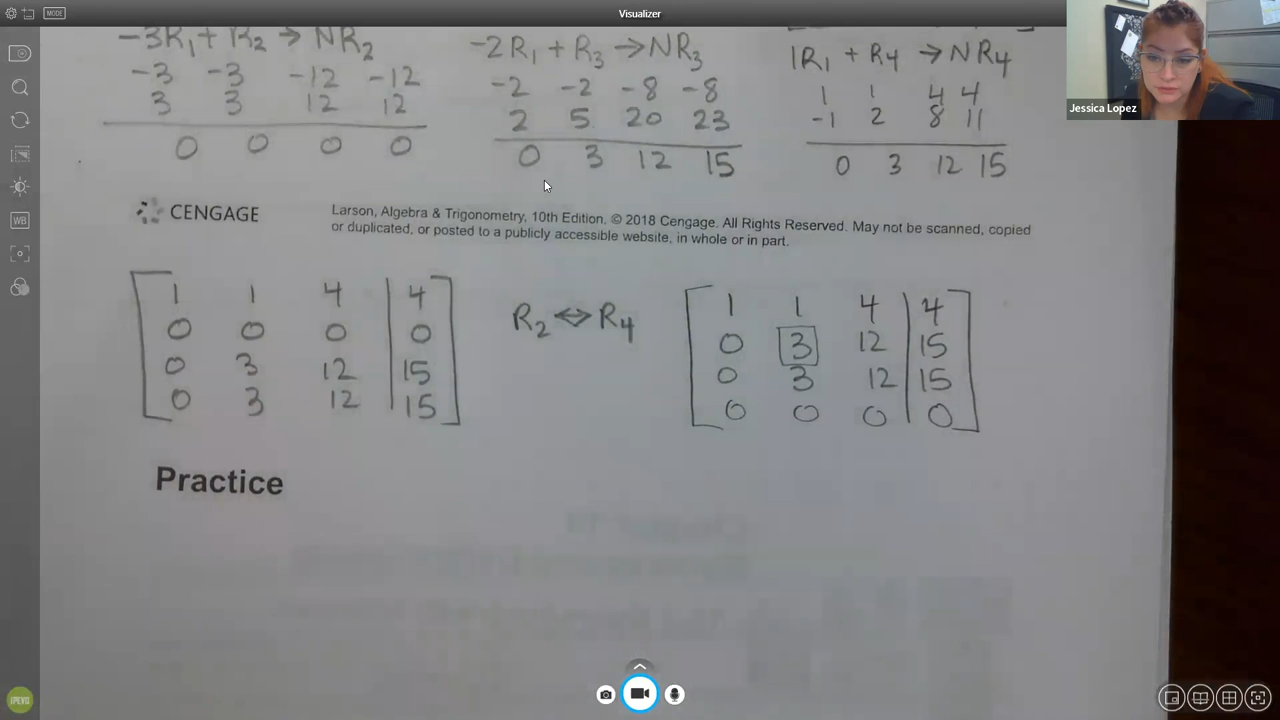 MODE
Visualizer
-3R₁ + R₂ → NR₂
-3 -3 -12 -12
3 3 12 12
0 0 0 0
-2R₁ + R₃ → NR₃
-2 -2 -8 -8
2 5 20 23
0 3 12 15
1R₁ + R₄ → NR₄
1 1 4 4
-1 2 8 11
0 3 12 15
Jessica Lopez
WB
CENGAGE
Larson, Algebra & Trigonometry, 10th Edition. © 2018 Cengage. All Rights Reserved. May not be scanned, copied
or duplicated, or posted to a publicly accessible website, in whole or in part.
1 1 4 | 4
0 0 0 | 0
0 3 12 | 15
0 3 12 | 15
R₂ ⇔ R₄
1 1 4 | 4
0 3 12 | 15
0 3 12 | 15
0 0 0 | 0
Practice
IPEVO